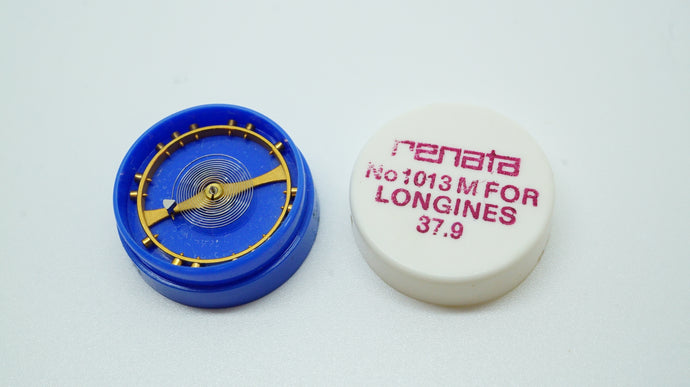 renata
No 1013 M FOR
LONGINES
37.9